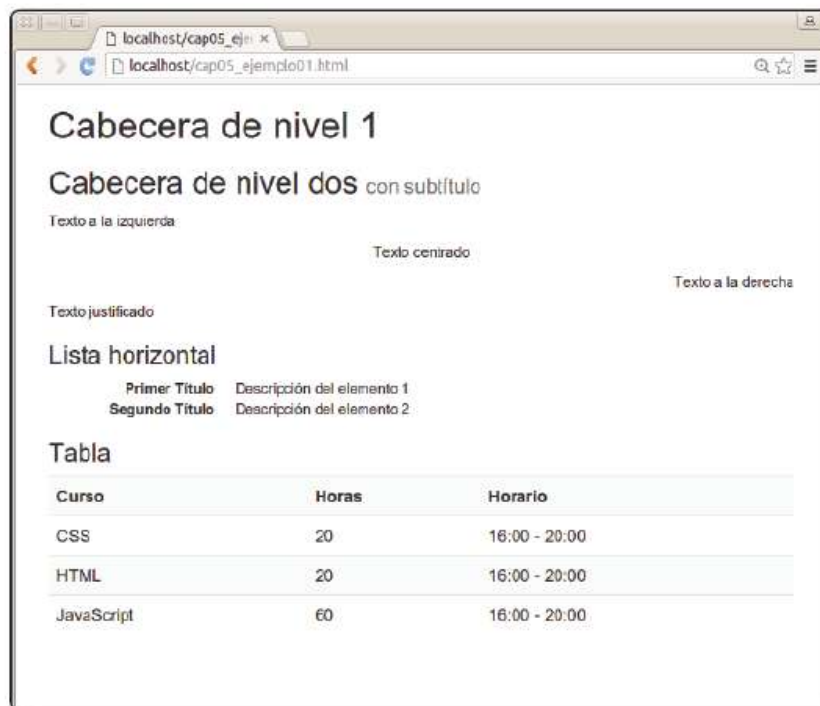 localhost/cap05_eje
localhost/cap05_ejemplo01.html
Cabecera de nivel 1
Cabecera de nivel dos con subtítulo
Texto a la izquierda
Texto centrado
Texto a la derecha
Texto justificado
Lista horizontal
Primer Título Descripción del elemento 1
Segundo Título Descripción del elemento 2
Tabla
Curso Horas Horario
CSS 20 16:00 - 20:00
HTML 20 16:00 - 20:00
JavaScript 60 16:00 - 20:00